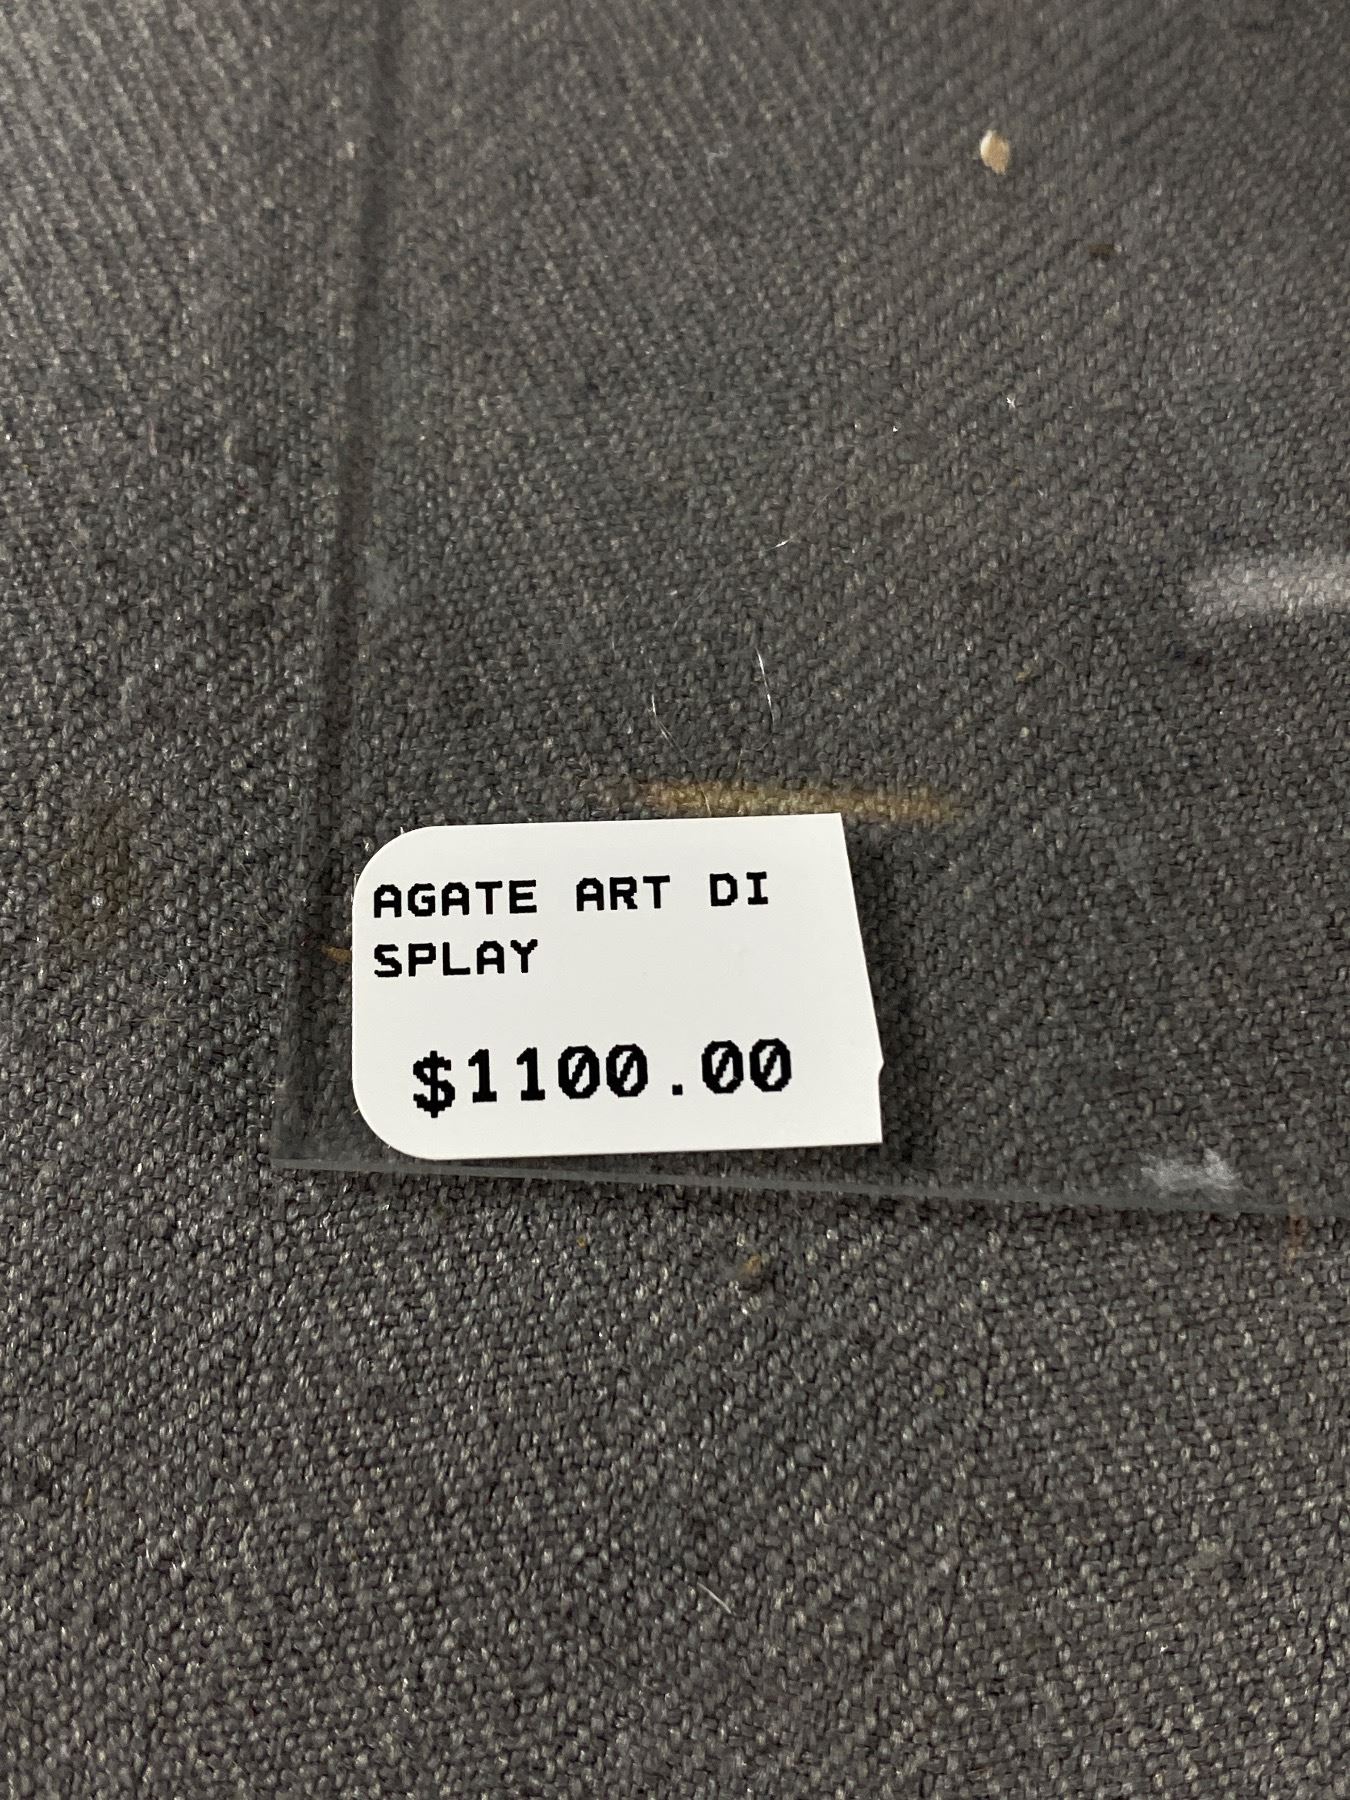 AGATE ART DI
SPLAY
$1100.00